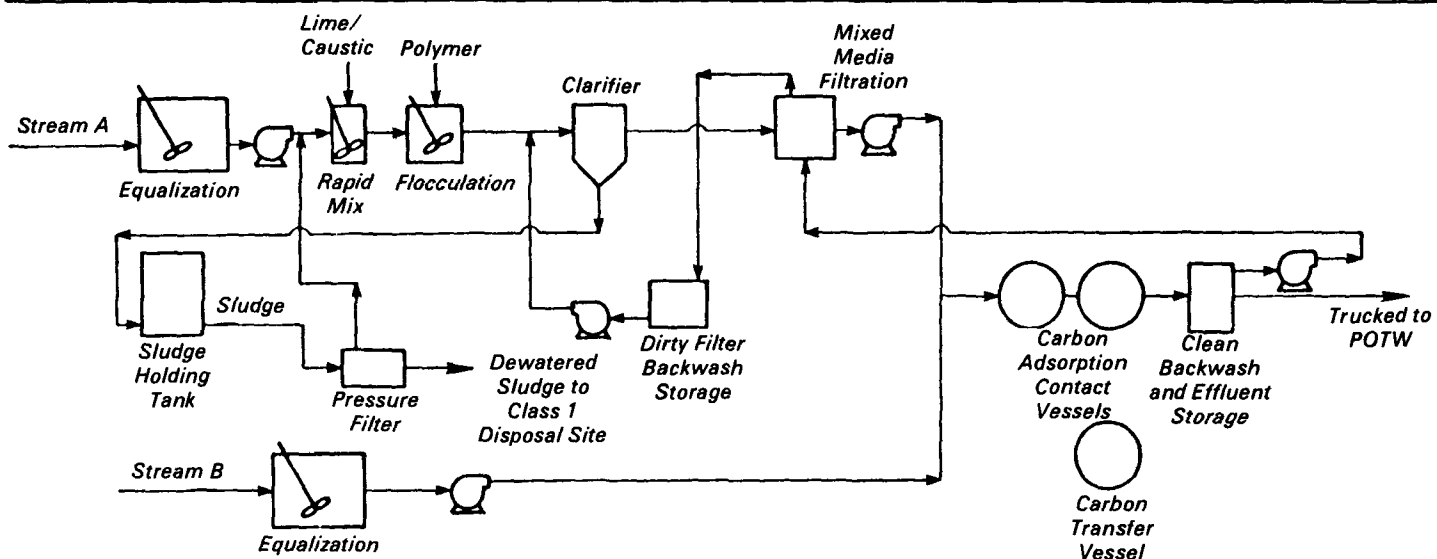 Lime/
Caustic
Polymer
Clarifier
Mixed
Media
Filtration
Stream A
Equalization
Rapid
Mix
Flocculation
Sludge
Sludge
Holding
Tank
Pressure
Filter
Dewatered
Sludge to
Class 1
Disposal Site
Dirty Filter
Backwash
Storage
Carbon
Adsorption
Contact
Vessels
Clean
Backwash
and Effluent
Storage
Trucked to
POTW
Stream B
Equalization
Carbon
Transfer
Vessel